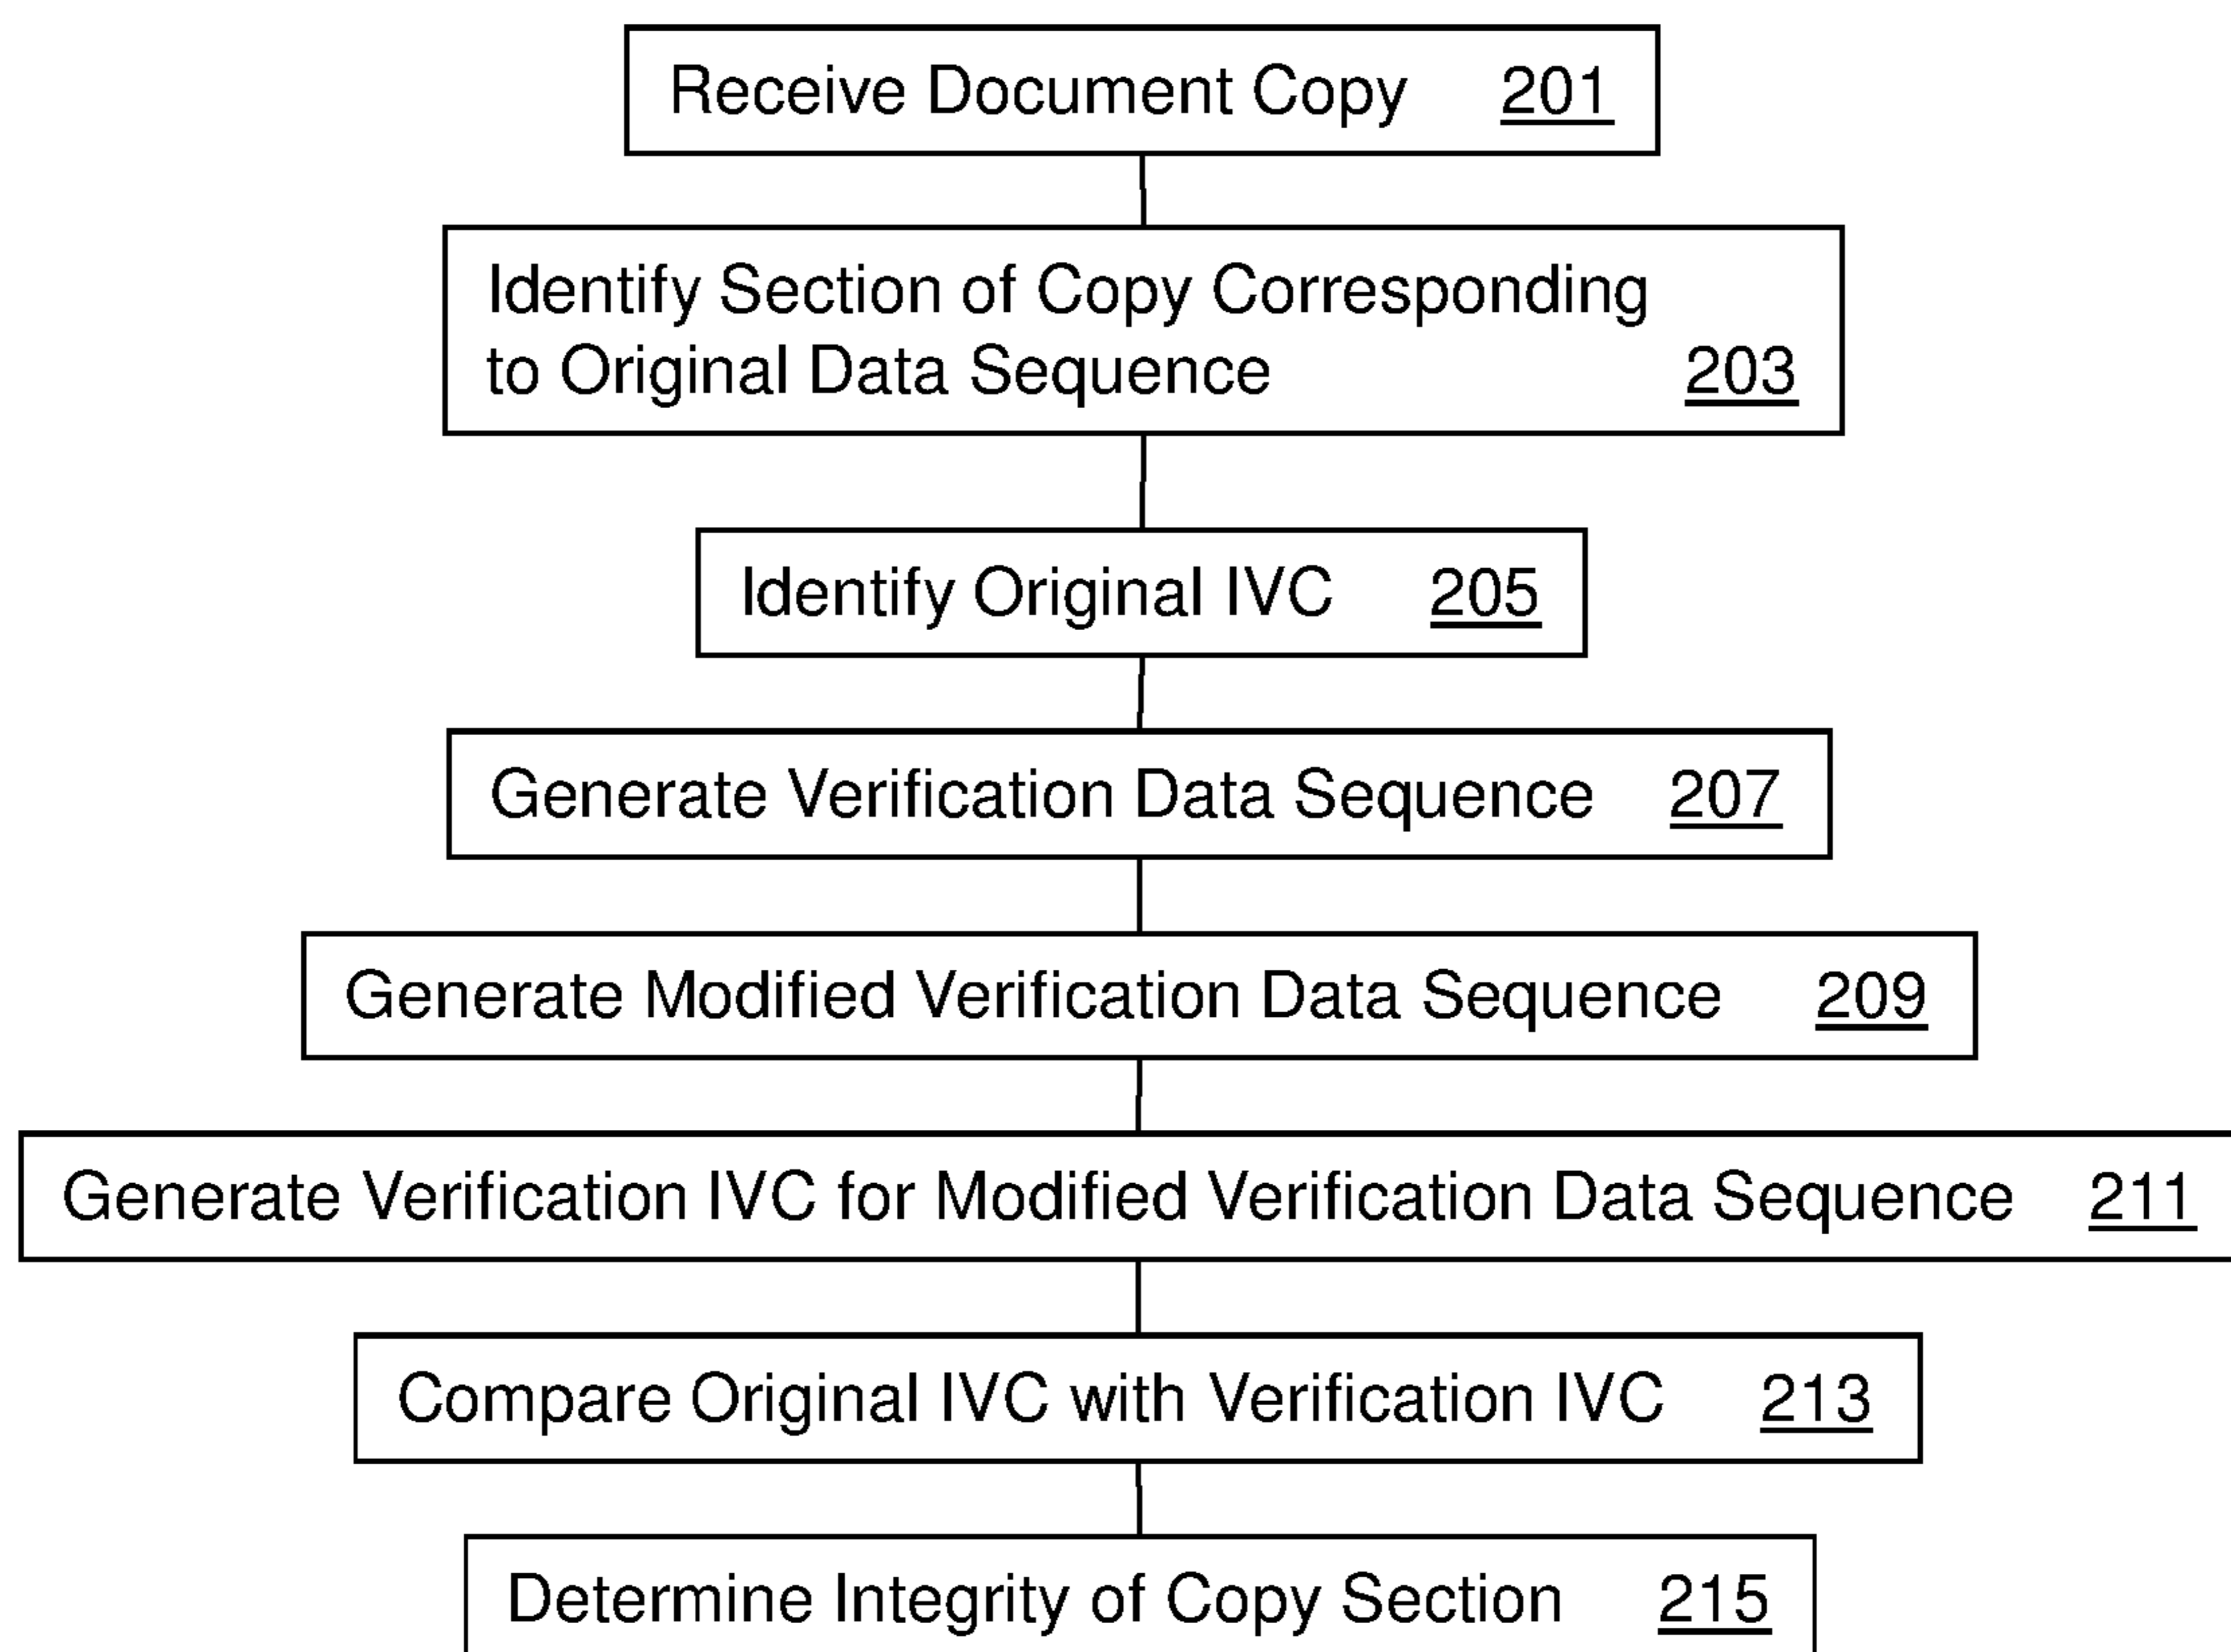 Receive Document Copy 201
Identify Section of Copy Corresponding
to Original Data Sequence 203
Identify Original IVC 205
Generate Verification Data Sequence 207
Generate Modified Verification Data Sequence 209
Generate Verification IVC for Modified Verification Data Sequence 211
Compare Original IVC with Verification IVC 213
Determine Integrity of Copy Section 215